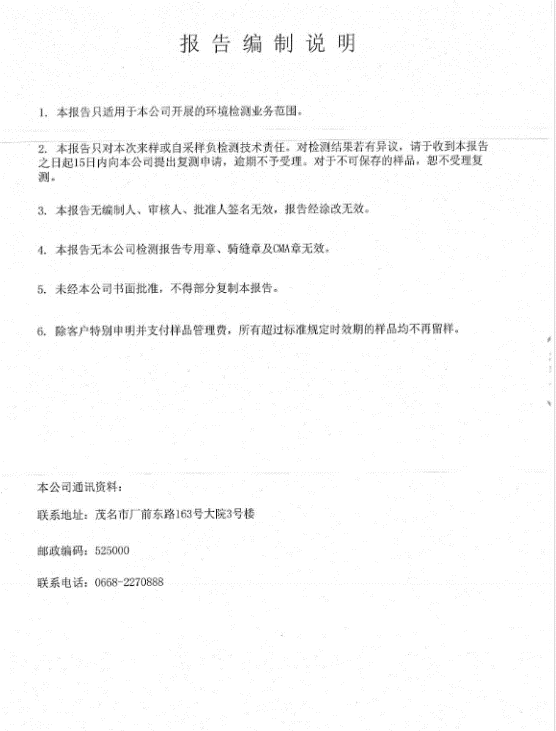 报告编制说明
1. 本报告只适用于本公司开展的环境检测业务范围。
2. 本报告只对本次来样或自采样负检测技术责任。对检测结果若有异议，请于收到本报告
之日起15日内向本公司提出复测申请，逾期不予受理。对于不可保存的样品，恕不受理复
测。
3. 本报告无编制人、审核人、批准人签名无效，报告经涂改无效。
4. 本报告无本公司检测报告专用章、骑缝章及CMA章无效。
5. 未经本公司书面批准，不得部分复制本报告。
6. 除客户特别申明并支付样品管理费，所有超过标准规定时效期的样品均不再留样。
本公司通讯资料：
联系地址：茂名市厂前东路163号大院3号楼
邮政编码：525000
联系电话：0668-2270888